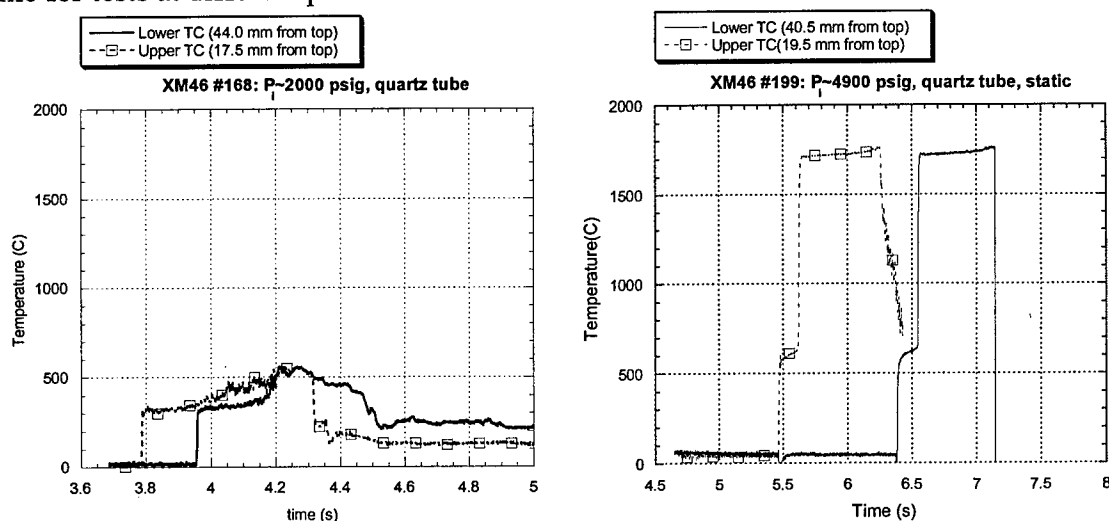 Lower TC (44.0 mm from top)
Upper TC (17.5 mm from top)
XM46 #168: P~2000 psig, quartz tube
2000
1500
1000
500
0
Temperature (C)
3.6 3.8 4 4.2 4.4 4.6 4.8 5
time (s)
Lower TC (40.5 mm from top)
Upper TC(19.5 mm from top)
XM46 #199: P~4900 psig, quartz tube, static
2000
1500
1000
500
0
Temperature(C)
4.5 5 5.5 6 6.5 7 7.5 8
Time (s)